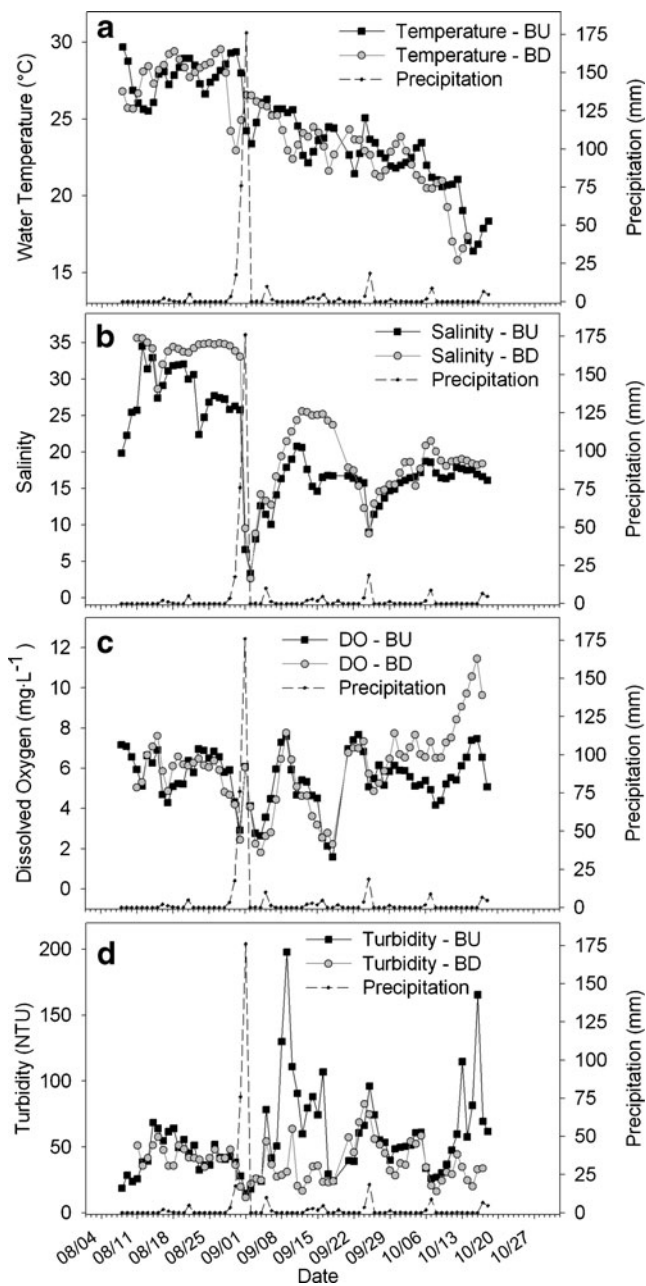 a
Temperature - BU
Temperature - BD
Precipitation
Water Temperature (°C)
30
25
20
15
Precipitation (mm)
175
150
125
100
75
50
25
0
b
Salinity - BU
Salinity - BD
Precipitation
Salinity
35
30
25
20
15
10
5
0
Precipitation (mm)
175
150
125
100
75
50
25
0
c
DO - BU
DO - BD
Precipitation
Dissolved Oxygen (mg·L⁻¹)
12
10
8
6
4
2
0
Precipitation (mm)
175
150
125
100
75
50
25
0
d
Turbidity - BU
Turbidity - BD
Precipitation
Turbidity (NTU)
200
150
100
50
0
Precipitation (mm)
175
150
125
100
75
50
25
0
08/04
08/11
08/18
08/25
09/01
09/08
09/15
09/22
09/29
10/06
10/13
10/20
10/27
Date